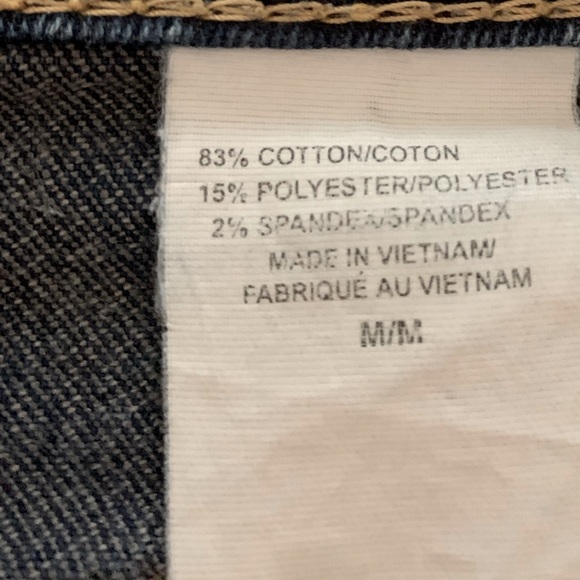 83% COTTON/COTON
15% POLYESTER/POLYESTER
2% SPANDEX/SPANDEX
MADE IN VIETNAM/
FABRIQUÉ AU VIETNAM
M/M